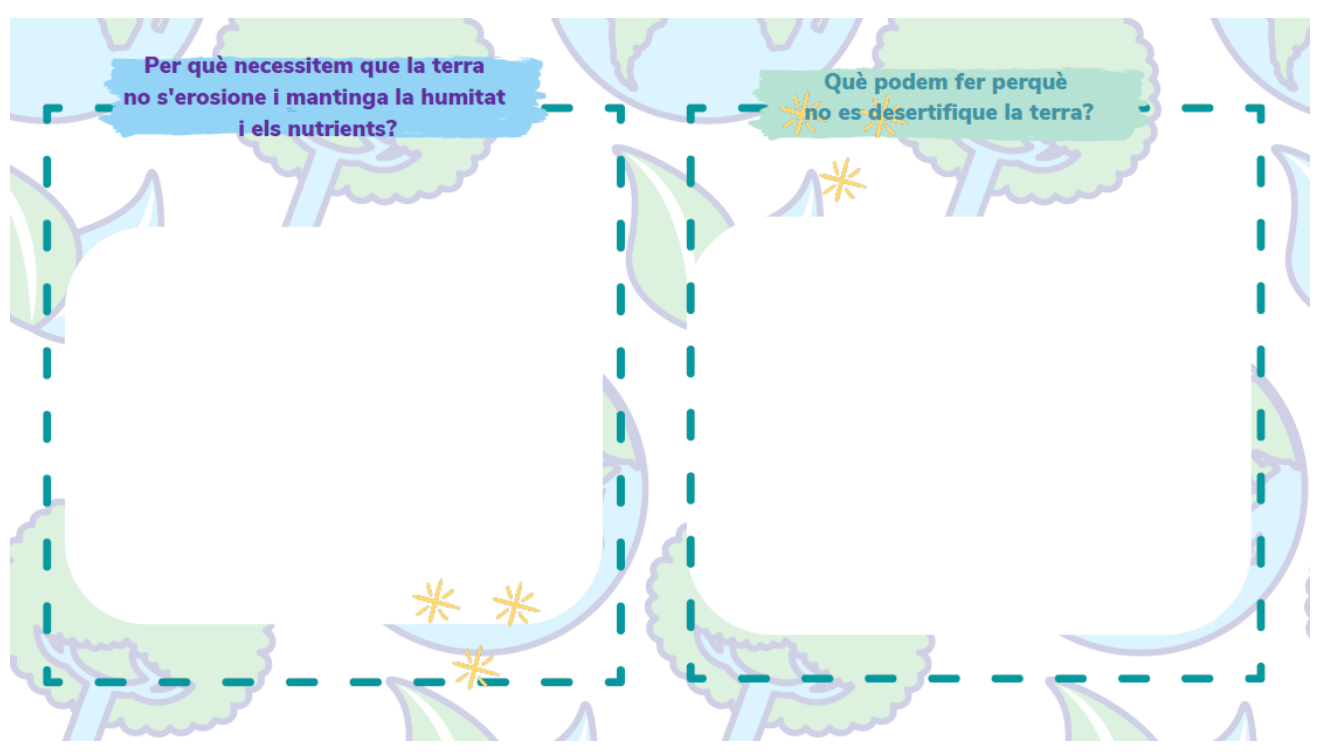 Per què necessitem que la terra
no s'erosione i mantinga la humitat
i els nutrients?
Què podem fer perquè
no es desertifique la terra?